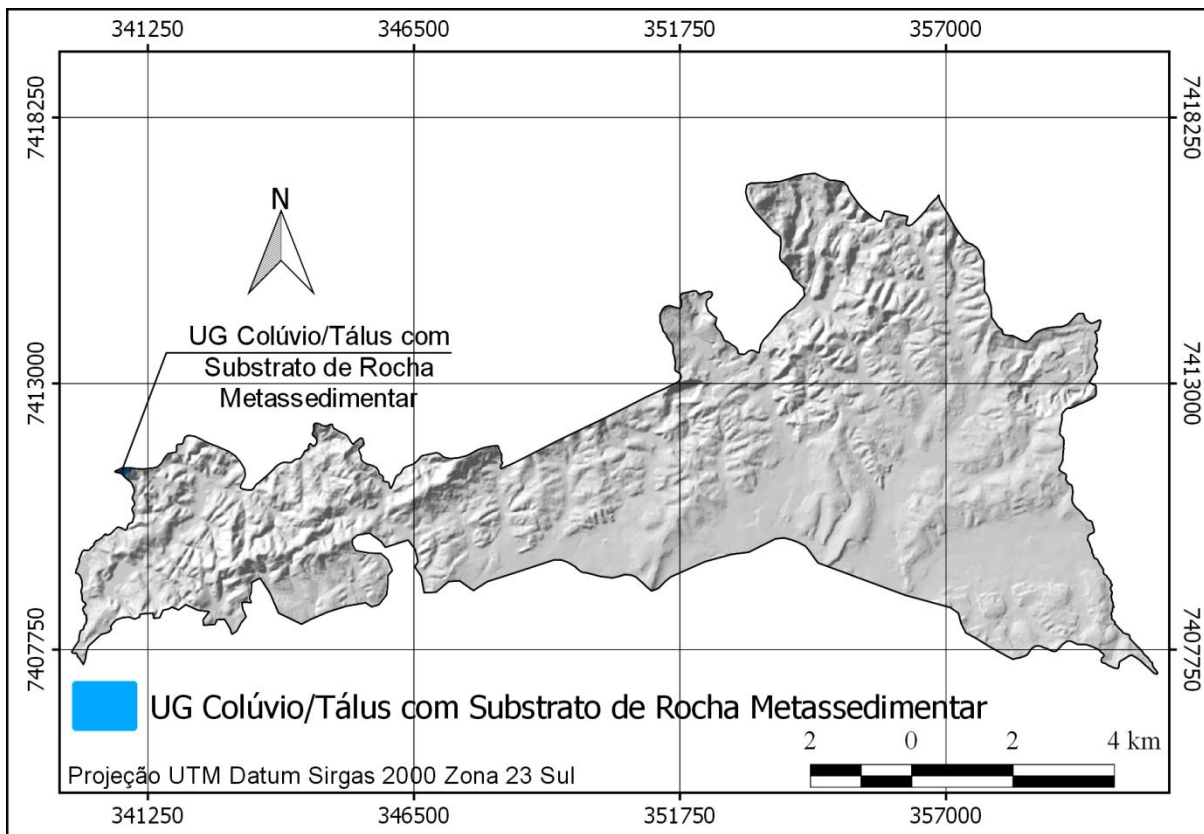 341250 346500 351750 357000
7418250 7418250
N
UG Colúvio/Tálus com
Substrato de Rocha
Metassedimentar
7413000 7413000
7407750 7407750
UG Colúvio/Tálus com Substrato de Rocha Metassedimentar
2 0 2 4 km
Projeção UTM Datum Sirgas 2000 Zona 23 Sul
341250 346500 351750 357000